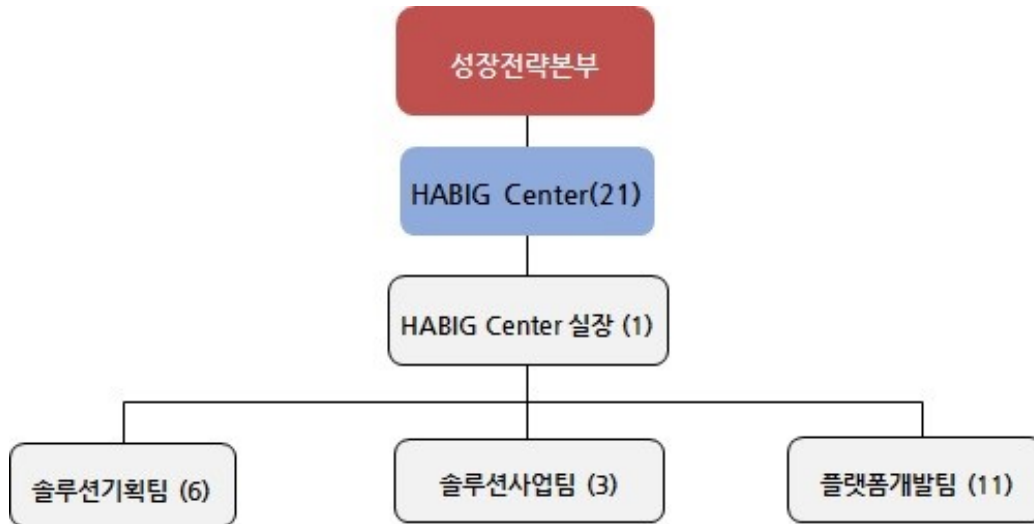 성장전략본부
HABIG Center(21)
HABIG Center 실장 (1)
솔루션기획팀 (6)
솔루션사업팀 (3)
플랫폼개발팀 (11)